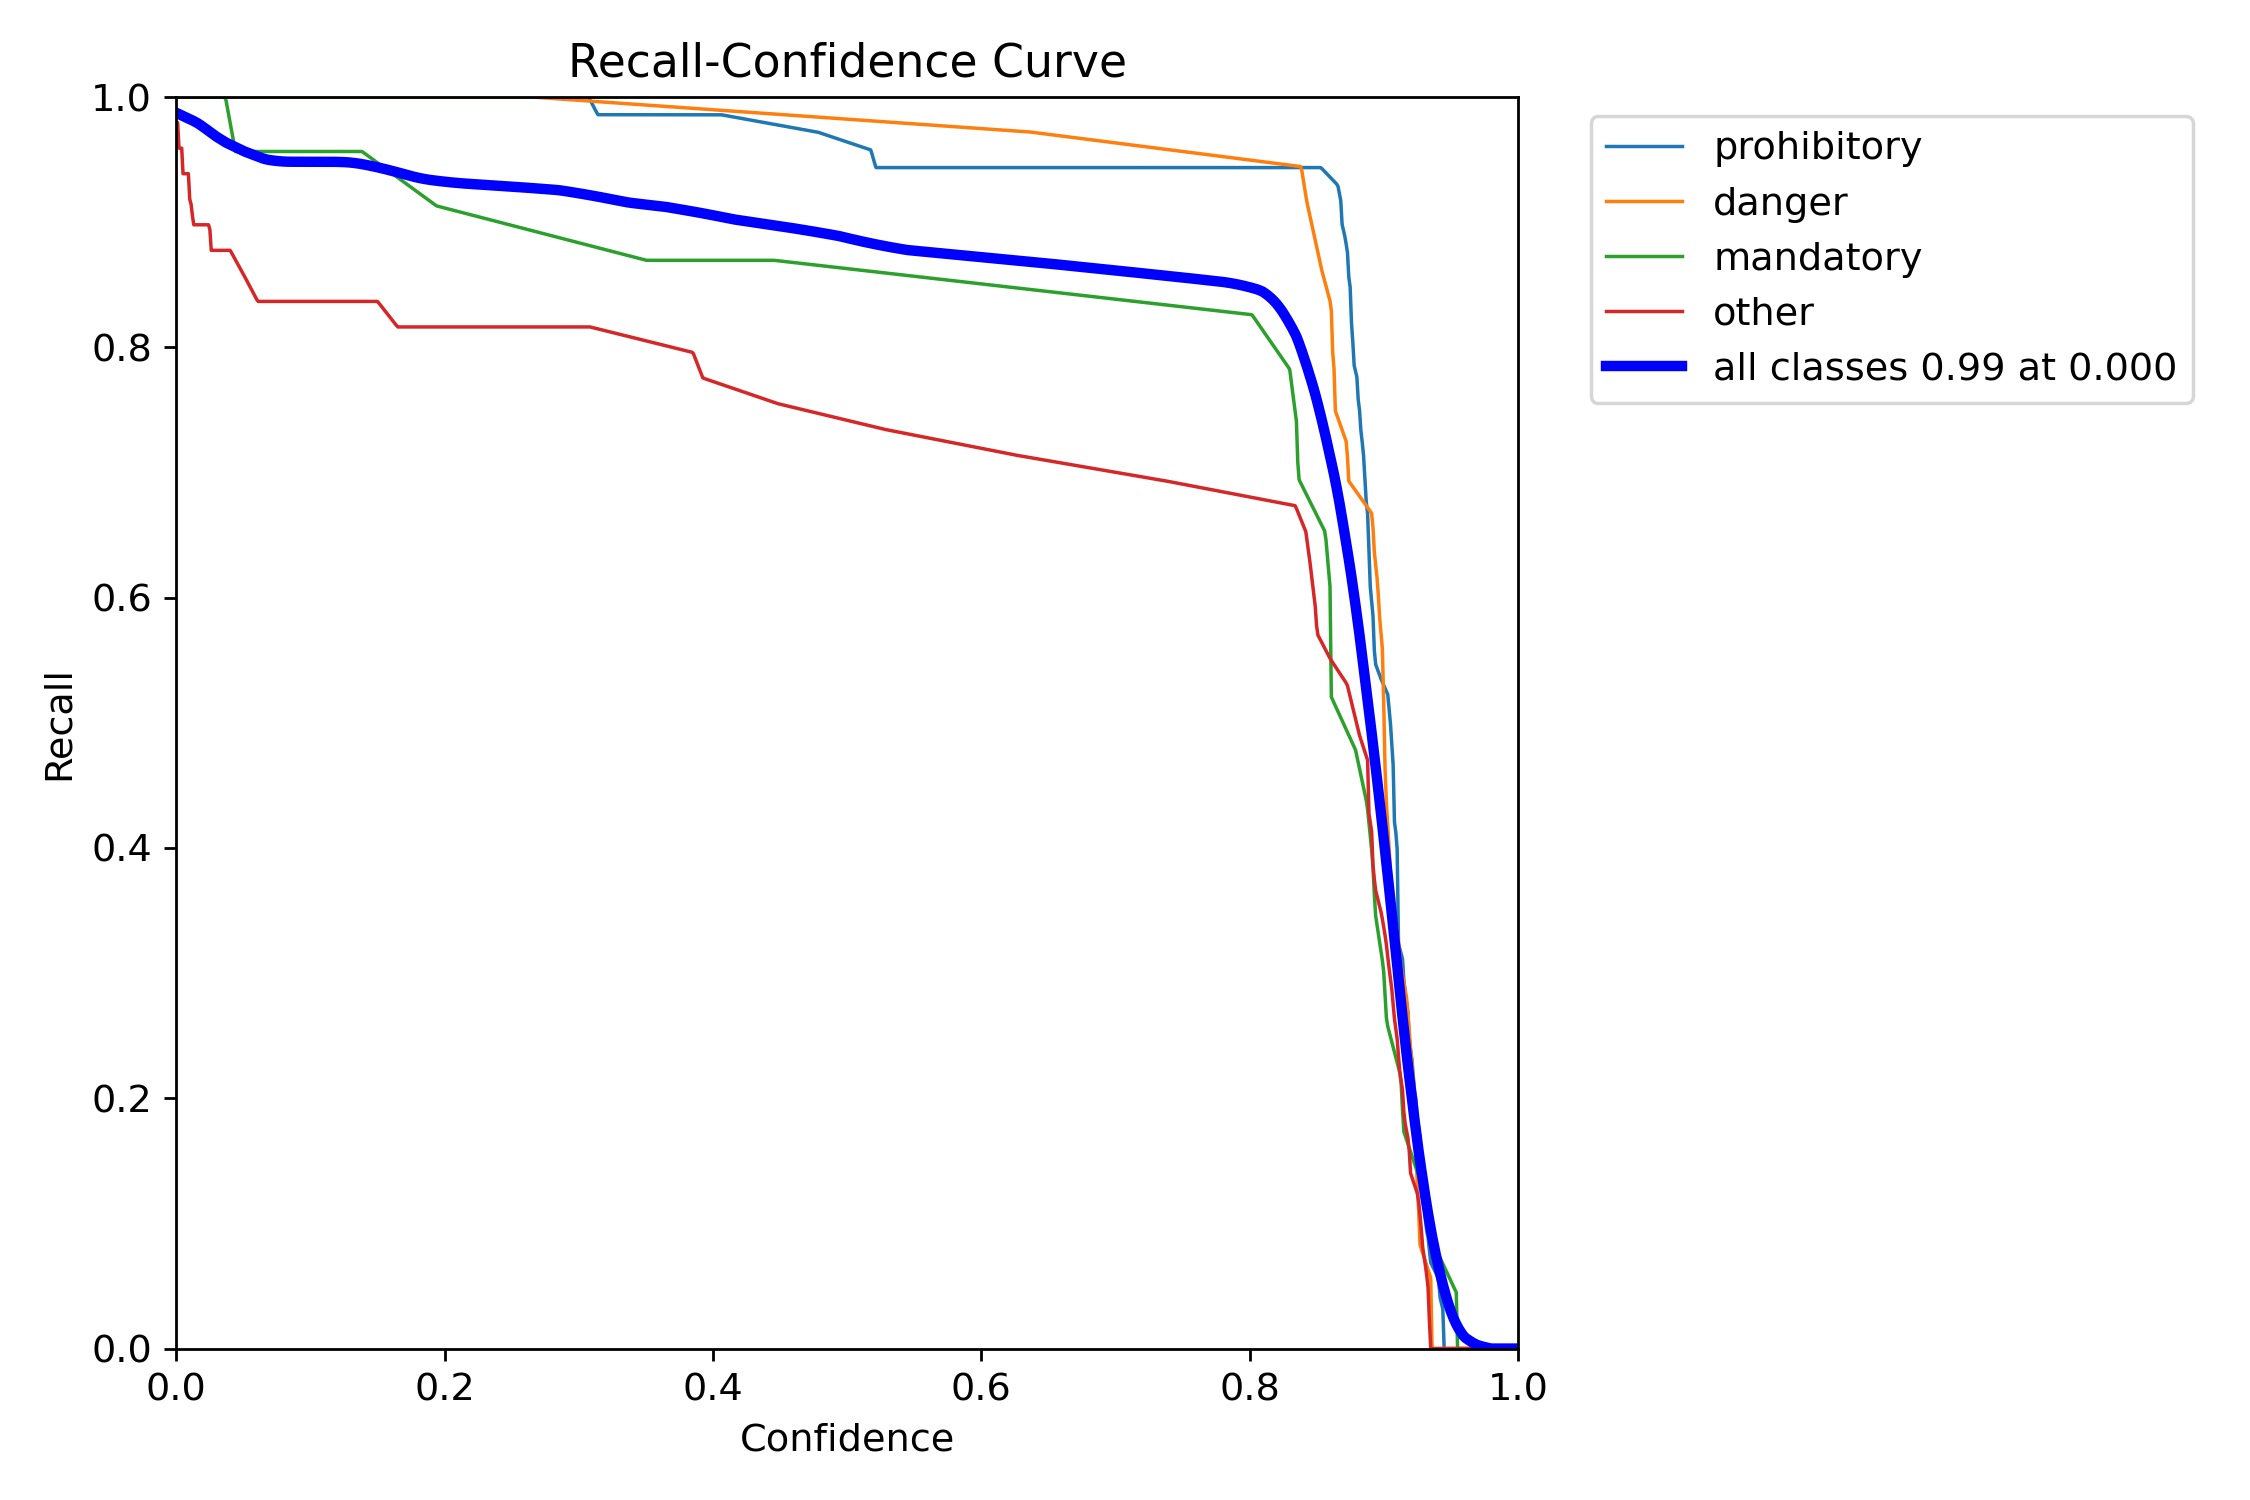 Recall-Confidence Curve
1.0
0.8
0.6
0.4
0.2
0.0
Recall
0.0 0.2 0.4 0.6 0.8 1.0
Confidence
prohibitory
danger
mandatory
other
all classes 0.99 at 0.000